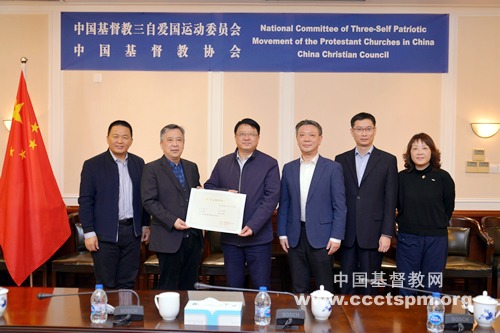 中国基督教三自爱国运动委员会
中国基督教协会
National Committee of Three-Self Patriotic
Movement of the Protestant Churches in China
China Christian Council
中国基督教网
www.ccctspm.org